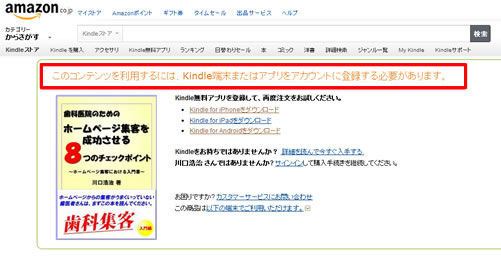 amazon.co.jp
マイストア Amazonポイント ギフト券 タイムセール 出品サービス ヘルプ
カテゴリー
からさがす
Kindleストア
検索
Kindleストア Kindleを購入 アクセサリ Kindle無料アプリ ランキング 日替わりセール 本 コミック 洋書 詳細検索 ジャンル一覧 My Kindle Kindleサポート
このコンテンツを利用するには、Kindle端末またはアプリをアカウントに登録する必要があります。
Kindle無料アプリを登録して、再度注文をお試しください。
Kindle for iPhoneをダウンロード
Kindle for iPadをダウンロード
Kindle for Androidをダウンロード
Kindleをお持ちではありませんか? 詳細を読んで今すぐ入手する
川口浩治 さんではありませんか? サインインして購入手続きを継続してください。
お困りですか? カスタマーサービスにお問い合わせ
この商品は以下の端末でご利用いただけます。
歯科医院のための
ホームページ集客を
成功させる
8つのチェックポイント
~ホームページ集客における入門書~
川口浩治 著
ホームページからの集客がうまくいっていない
歯医者さんは、まずこの本を読んでください。
歯科集客 入門編